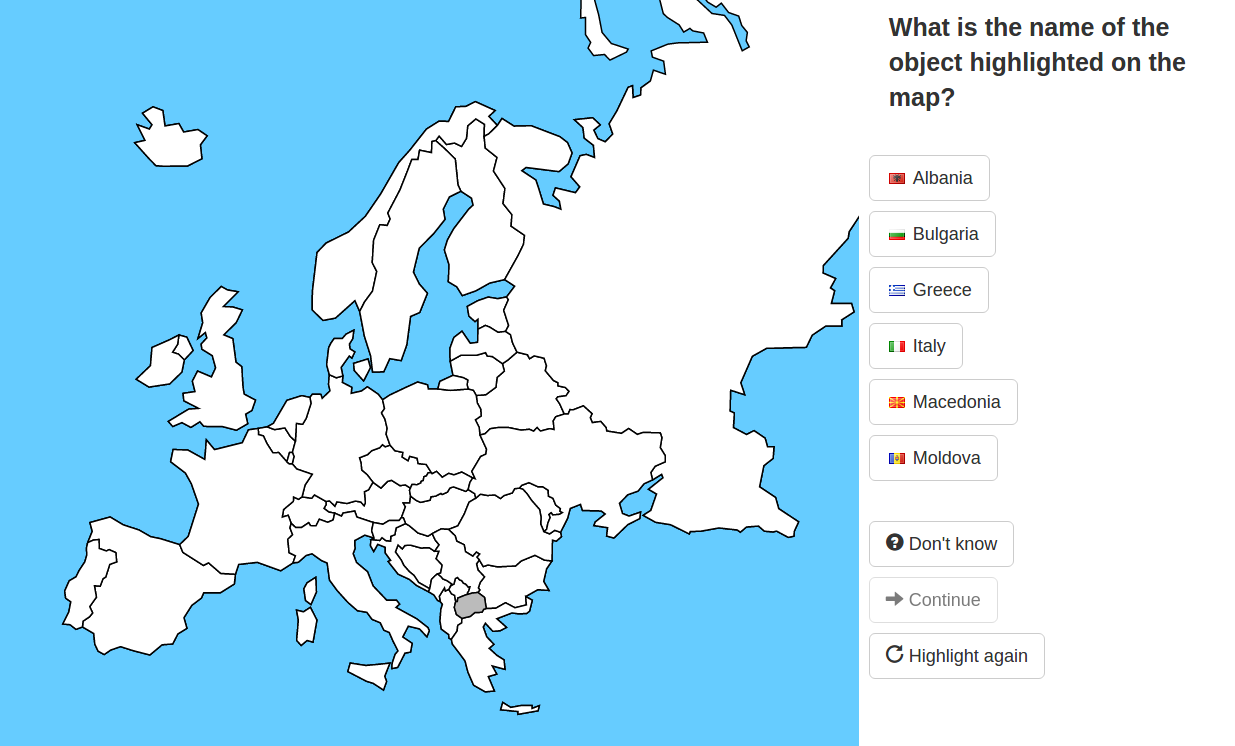 What is the name of the
object highlighted on the
map?
Albania
Bulgaria
Greece
Italy
Macedonia
Moldova
Don't know
Continue
Highlight again